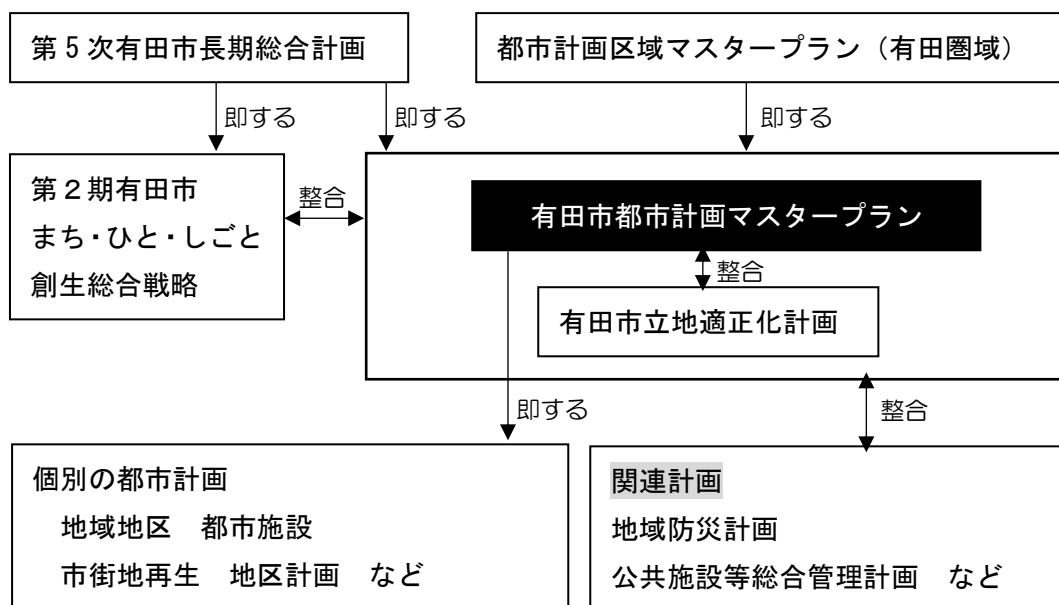 第5次有田市長期総合計画
都市計画区域マスタープラン（有田圏域）
即する
即する
即する
第２期有田市
まち・ひと・しごと
創生総合戦略
整合
有田市都市計画マスタープラン
整合
有田市立地適正化計画
即する
整合
個別の都市計画
地域地区　都市施設
市街地再生　地区計画　など
関連計画
地域防災計画
公共施設等総合管理計画　など